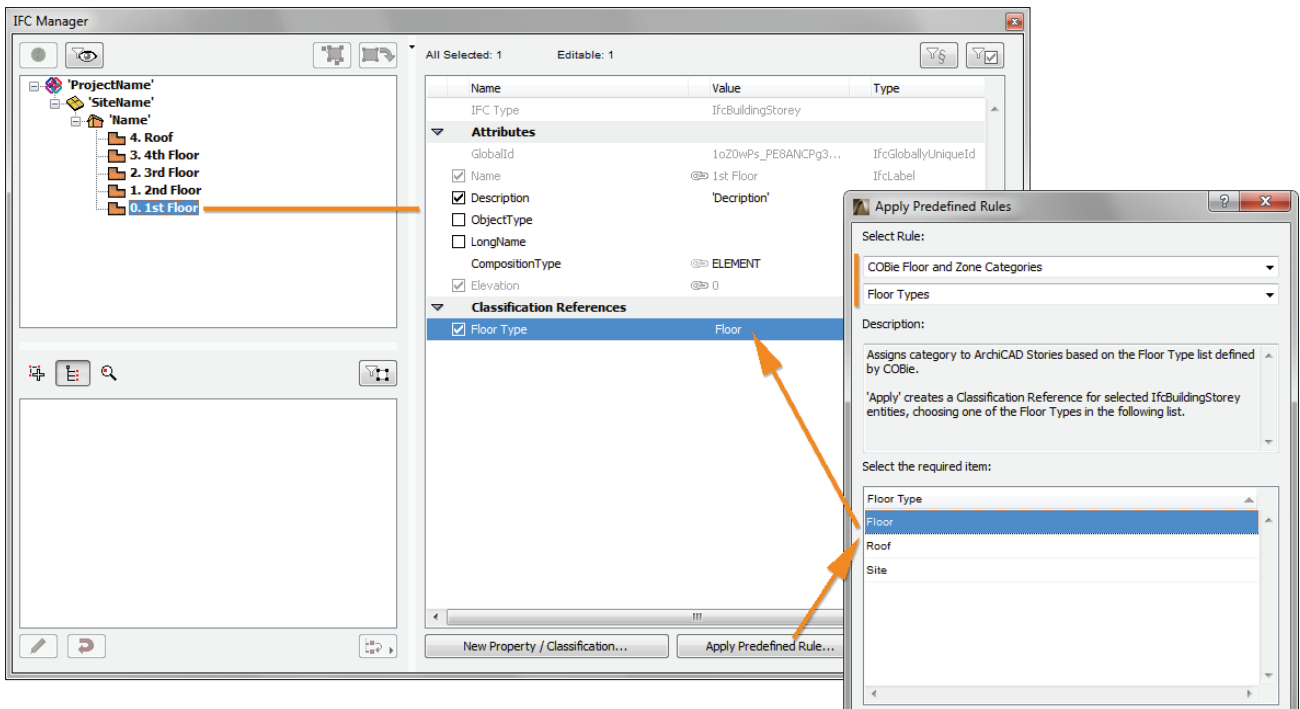 IFC Manager
All Selected: 1 Editable: 1
'ProjectName'
'SiteName'
'Name'
4. Roof
3. 4th Floor
2. 3rd Floor
1. 2nd Floor
0. 1st Floor
Name Value Type
IFC Type IfcBuildingStorey
Attributes
GlobalId 1oZ0wPs_PE8ANCPg3... IfcGloballyUniqueId
Name 1st Floor IfcLabel
Description 'Decription'
ObjectType
LongName
CompositionType ELEMENT
Elevation 0
Classification References
Floor Type Floor
New Property / Classification... Apply Predefined Rule...
Apply Predefined Rules
Select Rule:
COBie Floor and Zone Categories
Floor Types
Description:
Assigns category to ArchiCAD Stories based on the Floor Type list defined
by COBie.
'Apply' creates a Classification Reference for selected IfcBuildingStorey
entities, choosing one of the Floor Types in the following list.
Select the required item:
Floor Type
Floor
Roof
Site